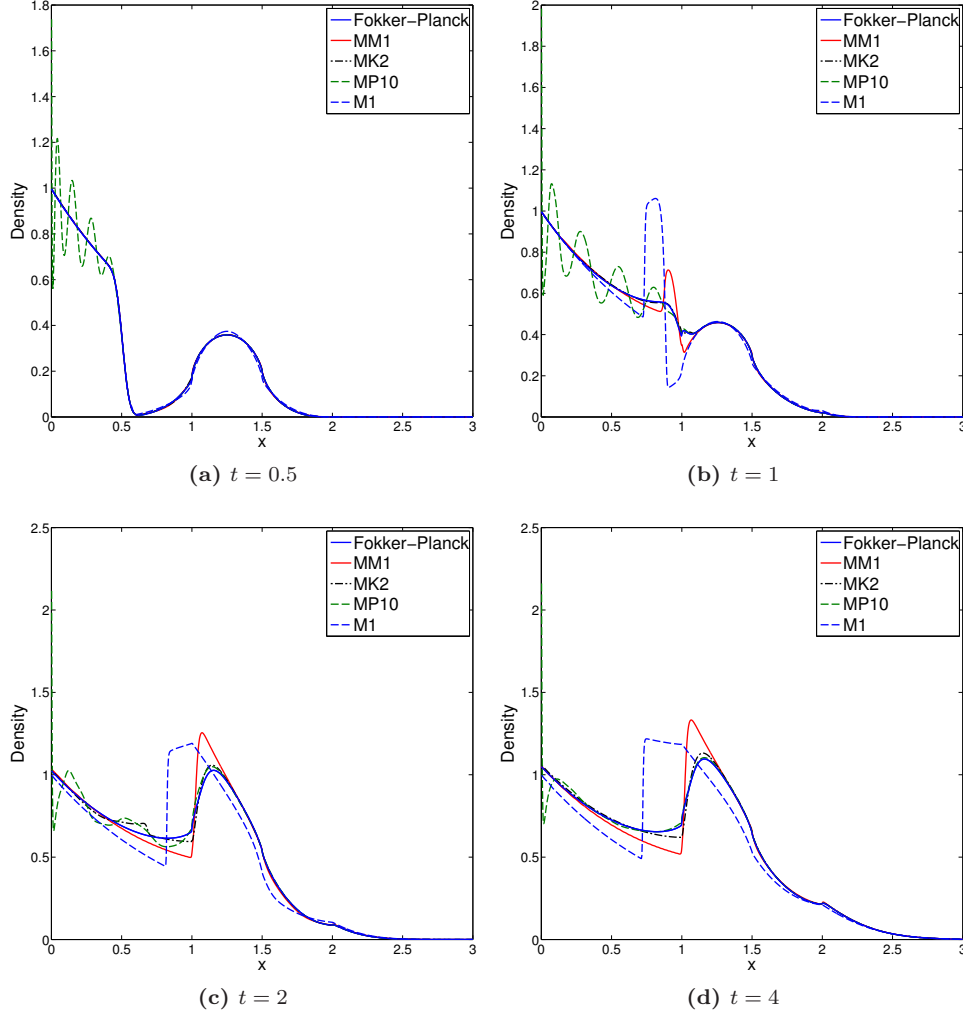 1.8
1.6
1.4
1.2
1
0.8
0.6
0.4
0.2
0
Density
0 0.5 1 1.5 2 2.5 3
x
Fokker−Planck
MM1
MK2
MP10
M1
(a) t = 0.5
2
1.8
1.6
1.4
1.2
1
0.8
0.6
0.4
0.2
0
Density
0 0.5 1 1.5 2 2.5 3
x
Fokker−Planck
MM1
MK2
MP10
M1
(b) t = 1
2.5
2
1.5
1
0.5
0
Density
0 0.5 1 1.5 2 2.5 3
x
Fokker−Planck
MM1
MK2
MP10
M1
(c) t = 2
2.5
2
1.5
1
0.5
0
Density
0 0.5 1 1.5 2 2.5 3
x
Fokker−Planck
MM1
MK2
MP10
M1
(d) t = 4